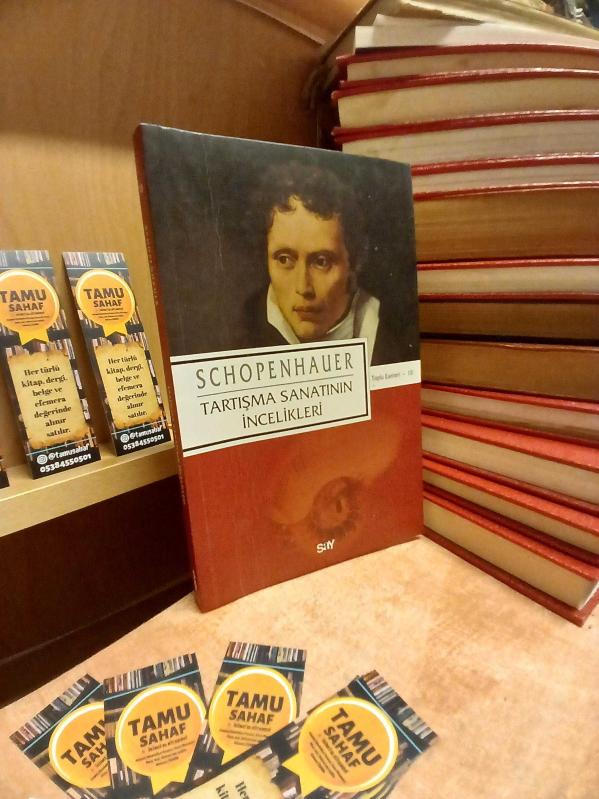 SCHOPENHAUER
TARTIŞMA SANATININ
İNCELİKLERİ
Toplu Eserleri - 10
Say
TAMU
SAHAF
TAMU
SAHAF
Her türlü
kitap, dergi,
belge ve
efemera
değerinde
alınır
satılır.
@tamusahaf
05384550501
Her türlü
kitap, dergi,
belge ve
efemera
değerinde
alınır
satılır.
@tamusahaf
05384550501
TAMU
SAHAF
TAMU
SAHAF
TAMU
SAHAF
TAMU
SAHAF
Her